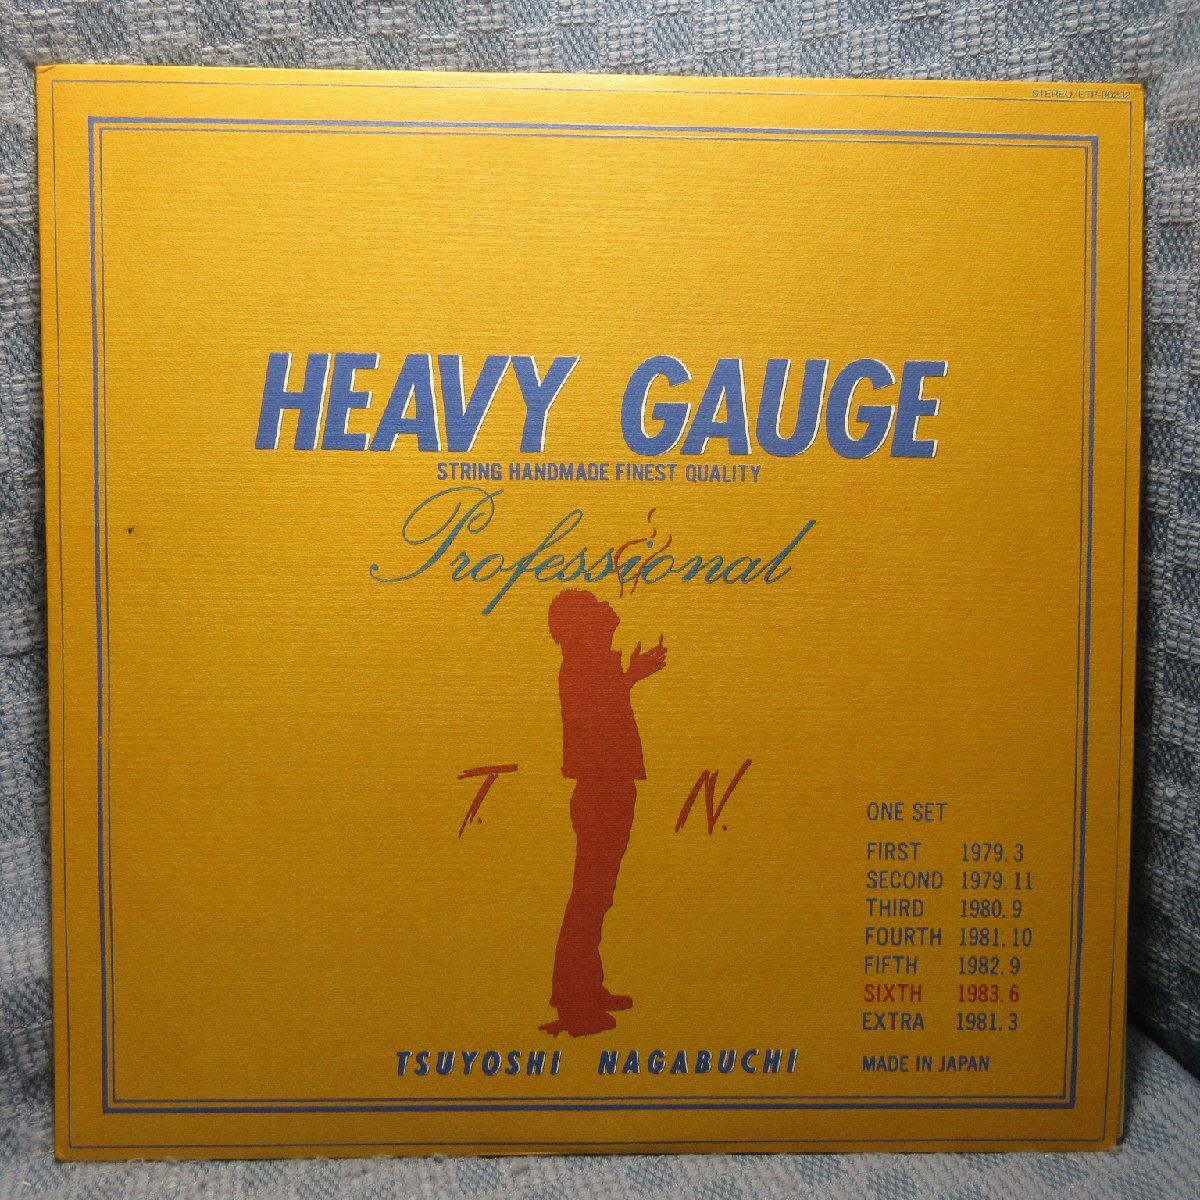 STEREO/ETP-90232
HEAVY GAUGE
STRING HANDMADE FINEST QUALITY
Professional
T. N.
ONE SET
FIRST 1979.3
SECOND 1979.11
THIRD 1980.9
FOURTH 1981.10
FIFTH 1982.9
SIXTH 1983.6
EXTRA 1981.3
TSUYOSHI NAGABUCHI
MADE IN JAPAN